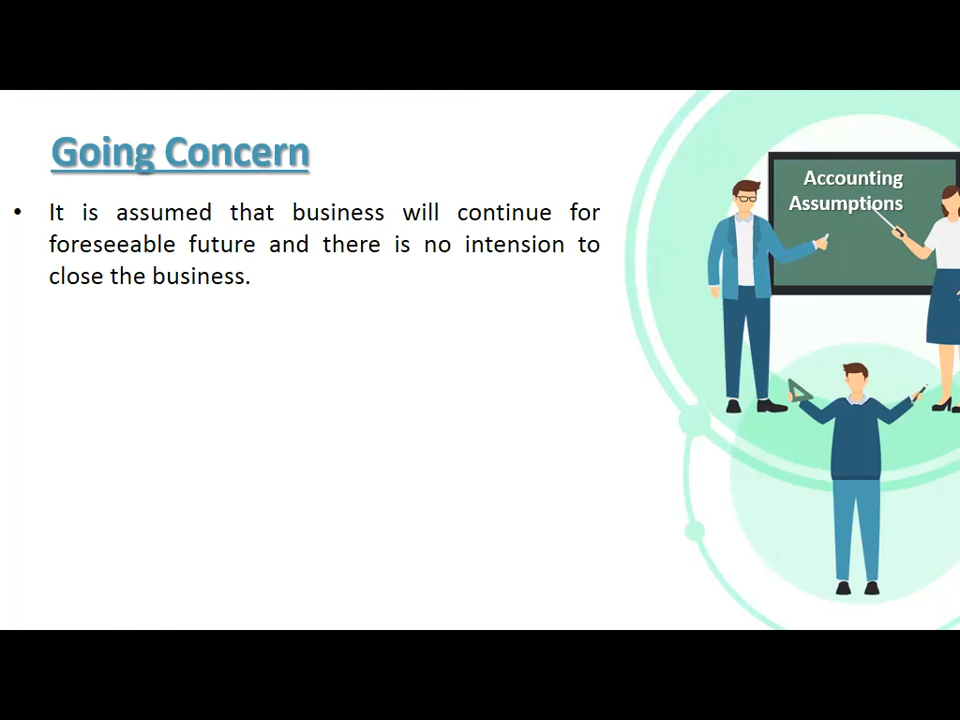 Going Concern
• It is assumed that business will continue for
foreseeable future and there is no intension to
close the business.
Accounting
Assumptions